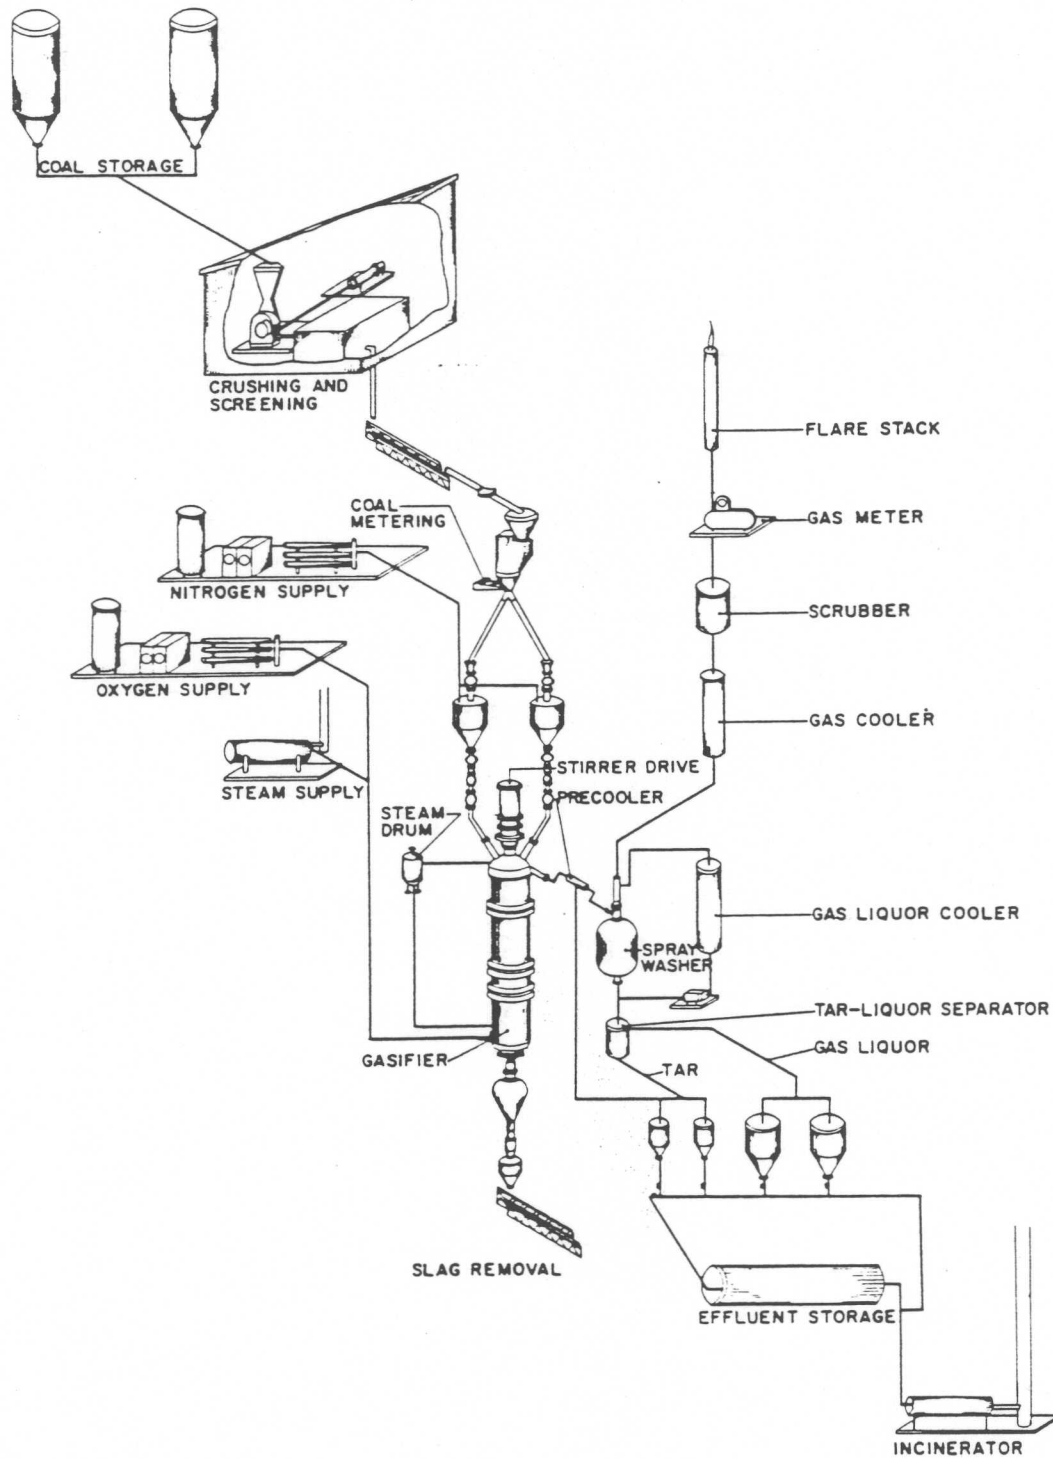 COAL STORAGE
CRUSHING AND
SCREENING
FLARE STACK
COAL
METERING
GAS METER
NITROGEN SUPPLY
SCRUBBER
OXYGEN SUPPLY
GAS COOLER
STIRRER DRIVE
STEAM SUPPLY
PRECOOLER
STEAM
DRUM
GAS LIQUOR COOLER
SPRAY
WASHER
TAR-LIQUOR SEPARATOR
GAS LIQUOR
GASIFIER
TAR
SLAG REMOVAL
EFFLUENT STORAGE
INCINERATOR